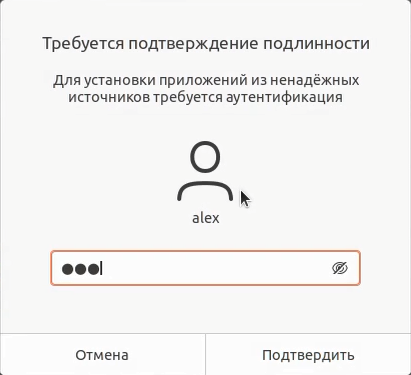 Требуется подтверждение подлинности
Для установки приложений из ненадёжных
источников требуется аутентификация
alex
●●●
Отмена
Подтвердить